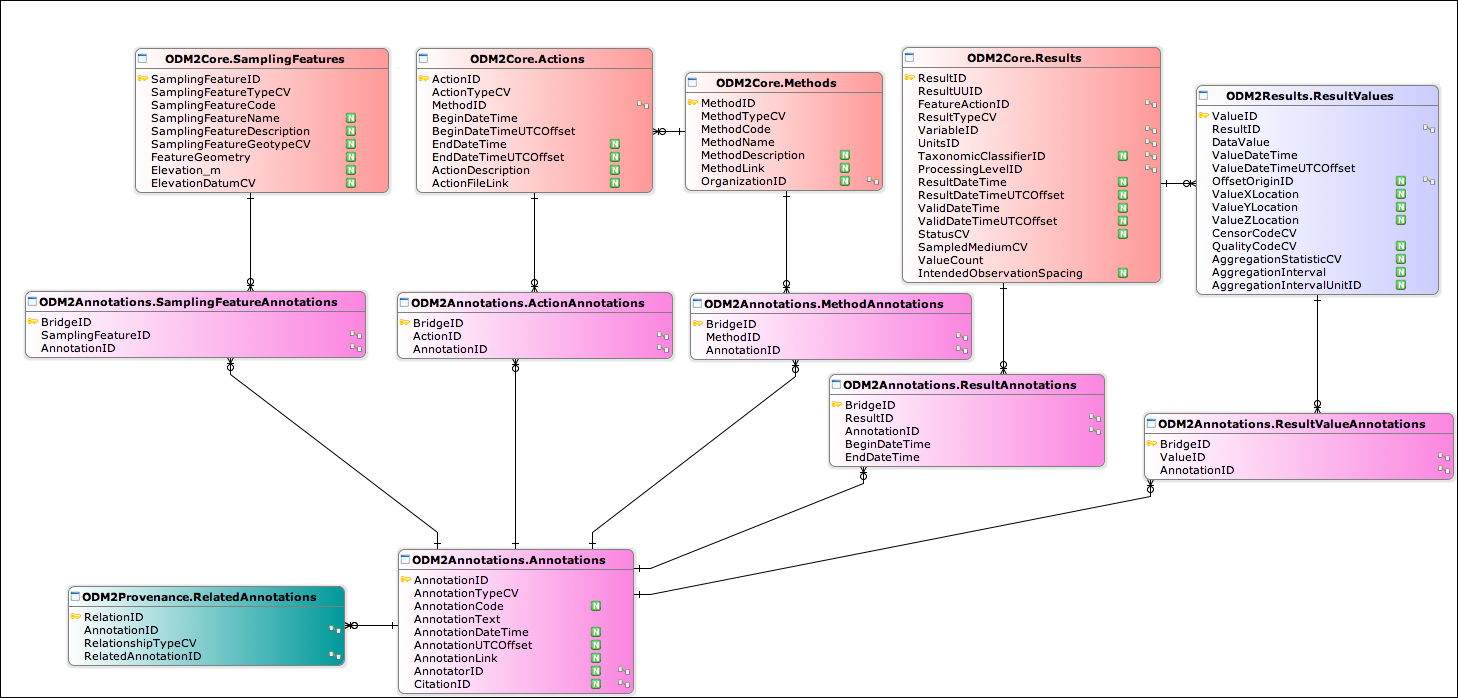 ODM2Core.SamplingFeatures
SamplingFeatureID
SamplingFeatureTypeCV
SamplingFeatureCode
SamplingFeatureName N
SamplingFeatureDescription N
SamplingFeatureGeotypeCV N
FeatureGeometry N
Elevation_m N
ElevationDatumCV N
ODM2Core.Actions
ActionID
ActionTypeCV
MethodID
BeginDateTime
BeginDateTimeUTCOffset
EndDateTime N
EndDateTimeUTCOffset N
ActionDescription N
ActionFileLink N
ODM2Core.Methods
MethodID
MethodTypeCV
MethodCode
MethodName
MethodDescription N
MethodLink N
OrganizationID N
ODM2Core.Results
ResultID
ResultUUID
FeatureActionID
ResultTypeCV
VariableID
UnitsID
TaxonomicClassifierID N
ProcessingLevelID
ResultDateTime N
ResultDateTimeUTCOffset N
ValidDateTime N
ValidDateTimeUTCOffset N
StatusCV N
SampledMediumCV
ValueCount
IntendedObservationSpacing N
ODM2Results.ResultValues
ValueID
ResultID
DataValue
ValueDateTime
ValueDateTimeUTCOffset
OffsetOriginID N
ValueXLocation N
ValueYLocation N
ValueZLocation N
CensorCodeCV
QualityCodeCV N
AggregationStatisticCV N
AggregationInterval N
AggregationIntervalUnitID N
ODM2Annotations.SamplingFeatureAnnotations
BridgeID
SamplingFeatureID
AnnotationID
ODM2Annotations.ActionAnnotations
BridgeID
ActionID
AnnotationID
ODM2Annotations.MethodAnnotations
BridgeID
MethodID
AnnotationID
ODM2Annotations.ResultAnnotations
BridgeID
ResultID
AnnotationID
BeginDateTime
EndDateTime
ODM2Annotations.ResultValueAnnotations
BridgeID
ValueID
AnnotationID
ODM2Annotations.Annotations
AnnotationID
AnnotationTypeCV
AnnotationCode N
AnnotationText
AnnotationDateTime N
AnnotationUTCOffset N
AnnotationLink N
AnnotatorID N
CitationID N
ODM2Provenance.RelatedAnnotations
RelationID
AnnotationID
RelationshipTypeCV
RelatedAnnotationID